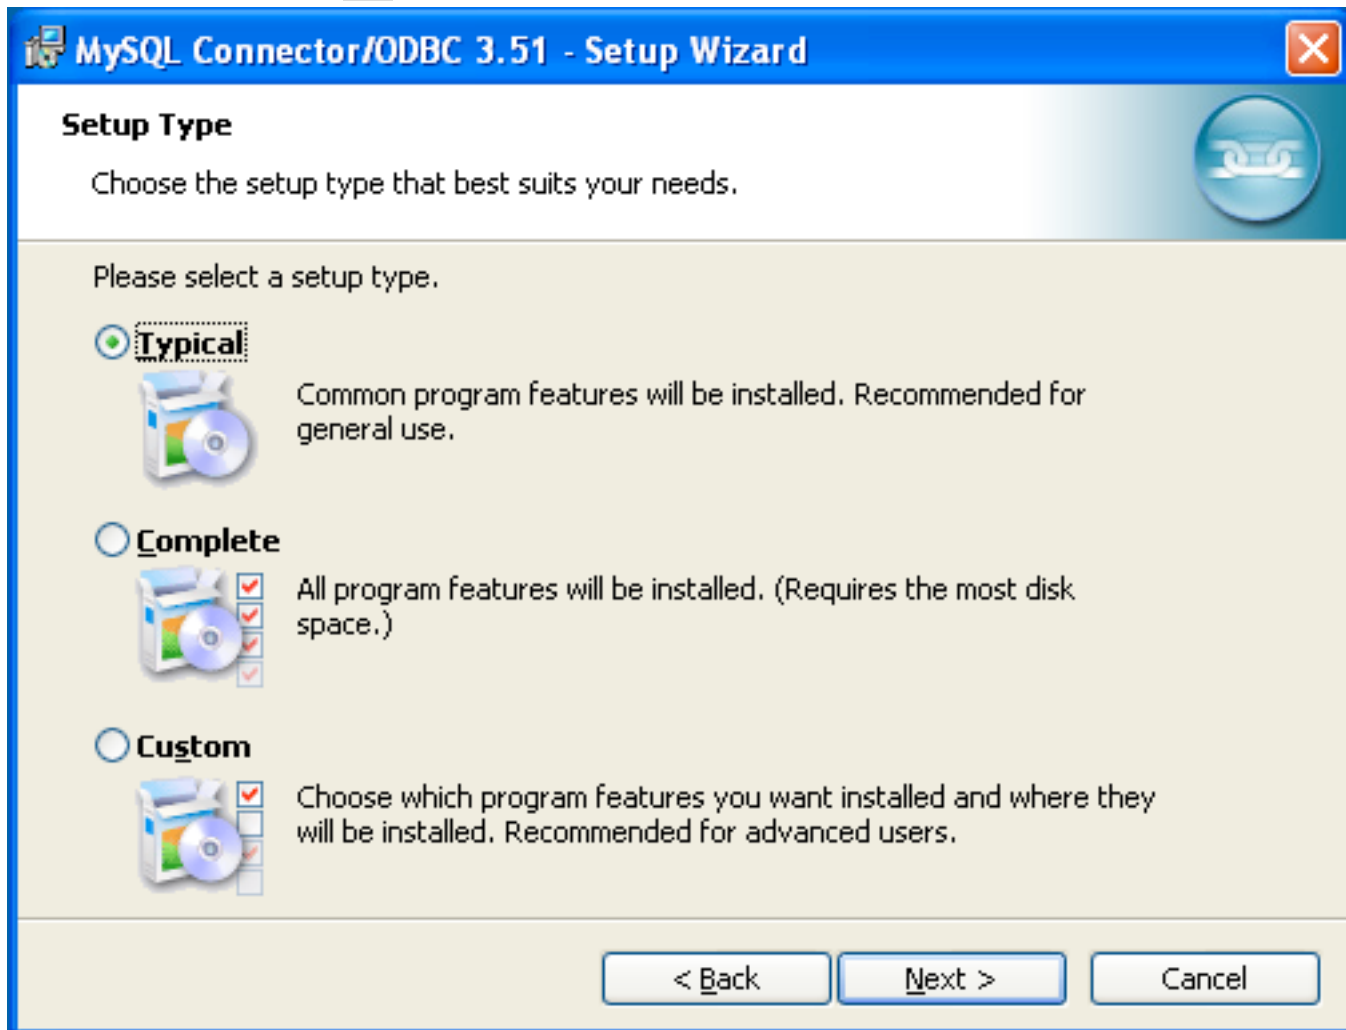 MySQL Connector/ODBC 3.51 - Setup Wizard
Setup Type
Choose the setup type that best suits your needs.
Please select a setup type.
Typical
Common program features will be installed. Recommended for
general use.
Complete
All program features will be installed. (Requires the most disk
space.)
Custom
Choose which program features you want installed and where they
will be installed. Recommended for advanced users.
< Back
Next >
Cancel